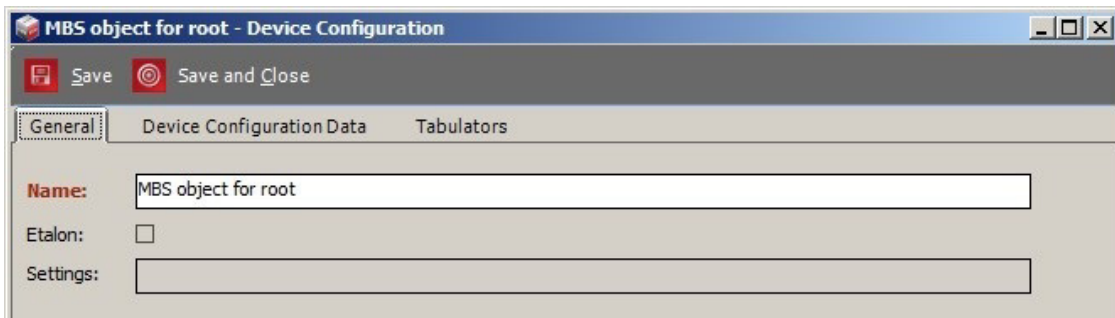 MBS object for root - Device Configuration
Save Save and Close
General Device Configuration Data Tabulators
Name: MBS object for root
Etalon:
Settings: